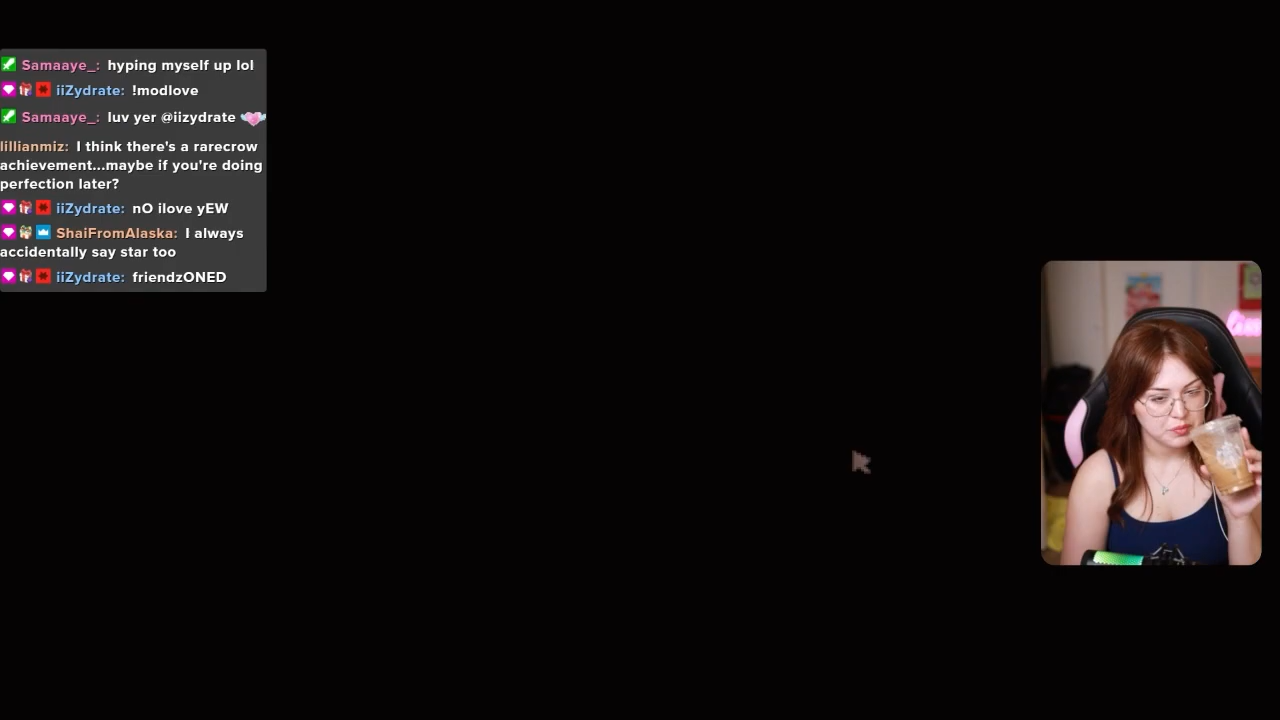 Samaaye_: hyping myself up lol
iiZydrate: !modlove
Samaaye_: luv yer @iizydrate
lillianmiz: I think there's a rarecrow
achievement...maybe if you're doing
perfection later?
iiZydrate: nO ilove yEW
ShaiFromAlaska: I always
accidentally say star too
iiZydrate: friendzONED